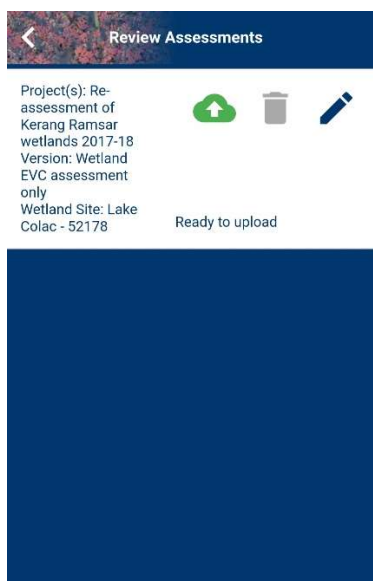 Review Assessments
Project(s): Re-
assessment of
Kerang Ramsar
wetlands 2017-18
Version: Wetland
EVC assessment
only
Wetland Site: Lake
Colac - 52178
Ready to upload